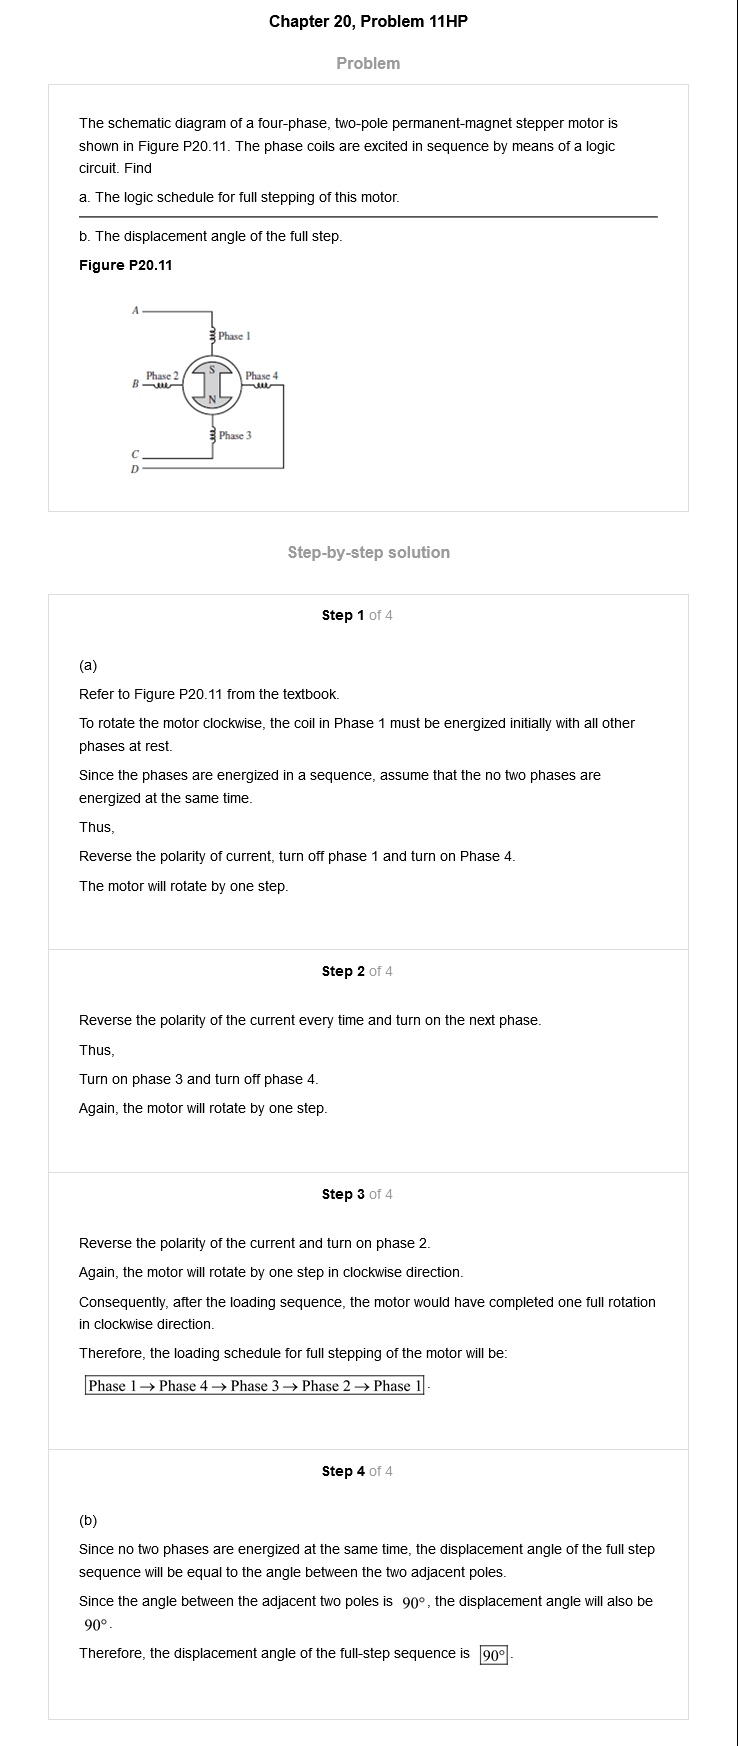 Chapter 20, Problem 11HP
Problem
The schematic diagram of a four-phase, two-pole permanent-magnet stepper motor is
shown in Figure P20.11. The phase coils are excited in sequence by means of a logic
circuit. Find
a. The logic schedule for full stepping of this motor.
b. The displacement angle of the full step.
Figure P20.11
A
Phase 1
Phase 2
S
Phase 4
B
N
Phase 3
C
D
Step-by-step solution
Step 1 of 4
(a)
Refer to Figure P20.11 from the textbook.
To rotate the motor clockwise, the coil in Phase 1 must be energized initially with all other
phases at rest.
Since the phases are energized in a sequence, assume that the no two phases are
energized at the same time.
Thus,
Reverse the polarity of current, turn off phase 1 and turn on Phase 4.
The motor will rotate by one step.
Step 2 of 4
Reverse the polarity of the current every time and turn on the next phase.
Thus,
Turn on phase 3 and turn off phase 4.
Again, the motor will rotate by one step.
Step 3 of 4
Reverse the polarity of the current and turn on phase 2.
Again, the motor will rotate by one step in clockwise direction.
Consequently, after the loading sequence, the motor would have completed one full rotation
in clockwise direction.
Therefore, the loading schedule for full stepping of the motor will be:
Phase 1 → Phase 4 → Phase 3 → Phase 2 → Phase 1.
Step 4 of 4
(b)
Since no two phases are energized at the same time, the displacement angle of the full step
sequence will be equal to the angle between the two adjacent poles.
Since the angle between the adjacent two poles is 90°, the displacement angle will also be
90°.
Therefore, the displacement angle of the full-step sequence is 90°.